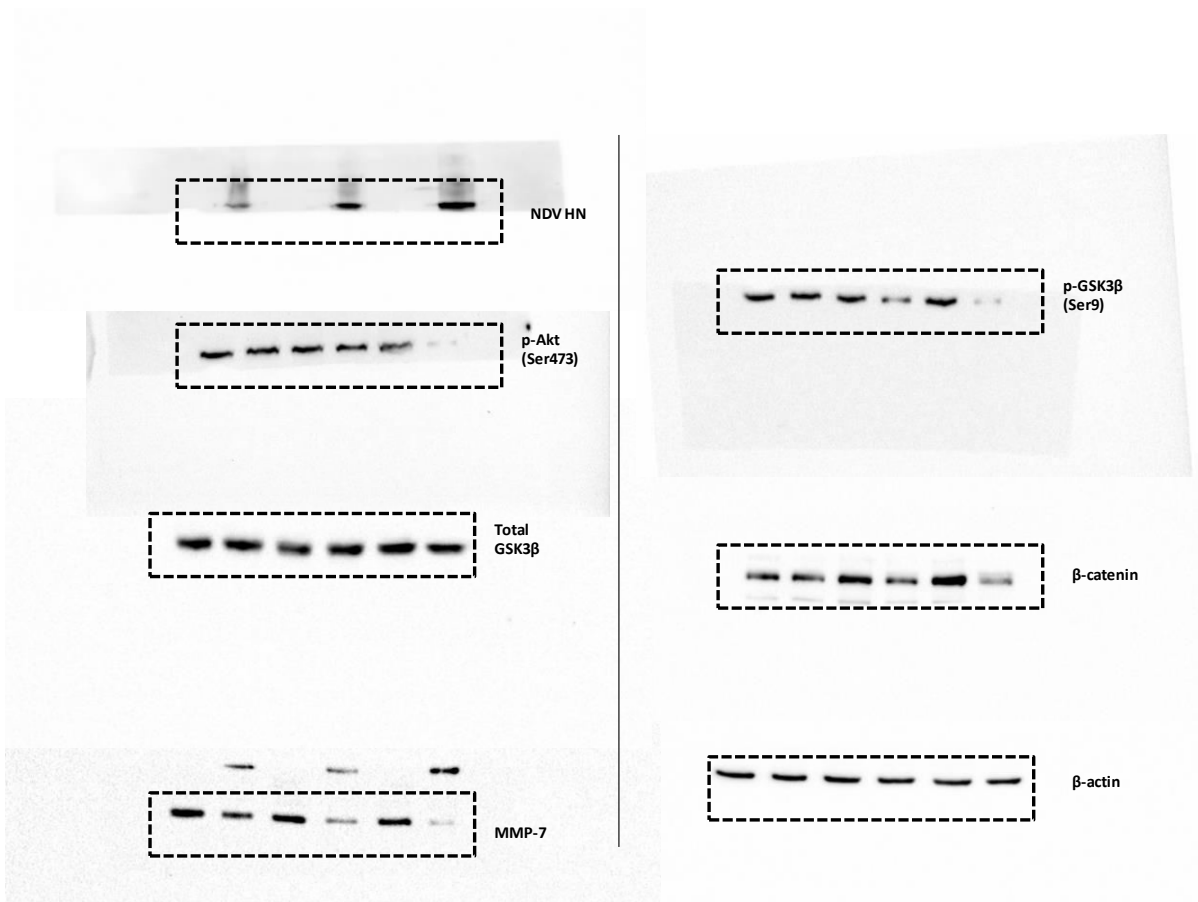 NDV HN
p-Akt
(Ser473)
Total
GSK3β
MMP-7
p-GSK3β
(Ser9)
β-catenin
β-actin